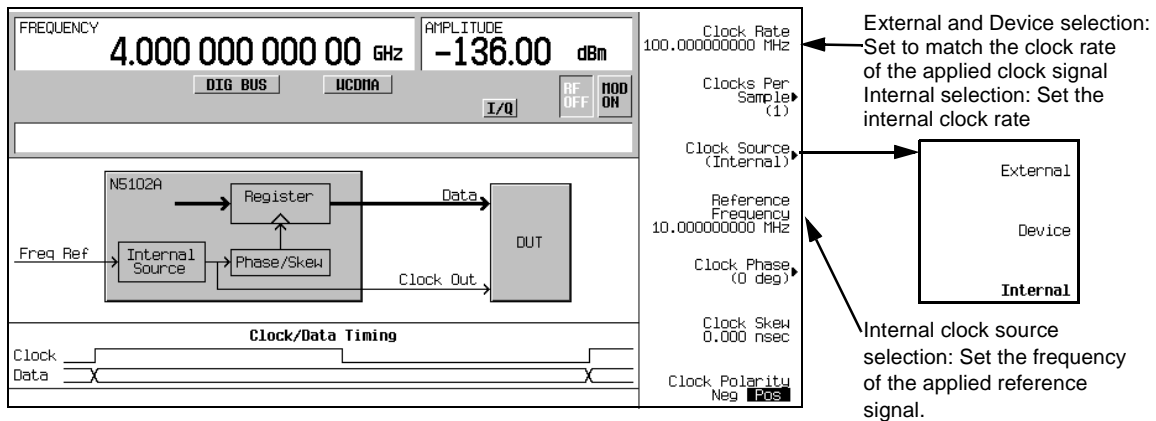 FREQUENCY
4.000 000 000 00 GHz
AMPLITUDE
-136.00 dBm
DIG BUS
WCDMA
I/Q
RF OFF
MOD ON
N5102A
Register
Data
Freq Ref
Internal Source
Phase/Skew
Clock Out
DUT
Clock/Data Timing
Clock
Data
Clock Rate
100.000000000 MHz
Clocks Per
Sample
(1)
Clock Source
(Internal)
Reference
Frequency
10.000000000 MHz
Clock Phase
(0 deg)
Clock Skew
0.000 nsec
Clock Polarity
Neg Pos
External and Device selection:
Set to match the clock rate
of the applied clock signal
Internal selection: Set the
internal clock rate
External
Device
Internal
Internal clock source
selection: Set the frequency
of the applied reference
signal.